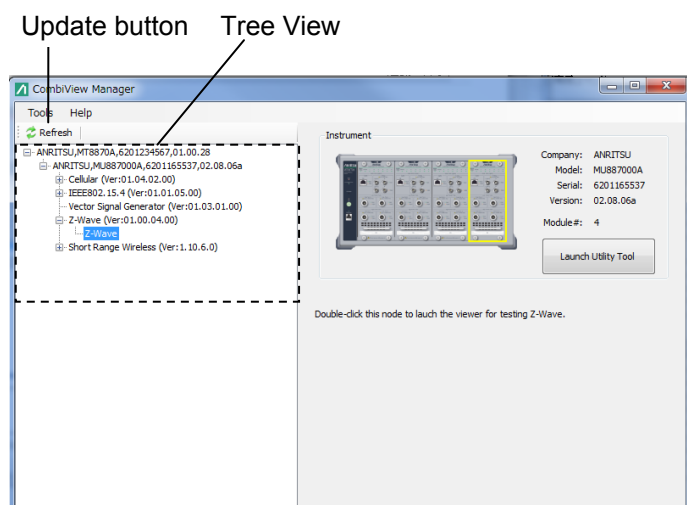 Update button
Tree View
CombiView Manager
Tools Help
Refresh
Instrument
ANRITSU,MT8870A,6201234567,01.00.28
ANRITSU,MU887000A,6201165537,02.08.06a
Cellular (Ver:01.04.02.00)
IEEE802.15.4 (Ver:01.01.05.00)
Vector Signal Generator (Ver:01.03.01.00)
Z-Wave (Ver:01.00.04.00)
Z-Wave
Short Range Wireless (Ver:1.10.6.0)
Company: ANRITSU
Model: MU887000A
Serial: 6201165537
Version: 02.08.06a
Module#: 4
Launch Utility Tool
Double-click this node to lauch the viewer for testing Z-Wave.